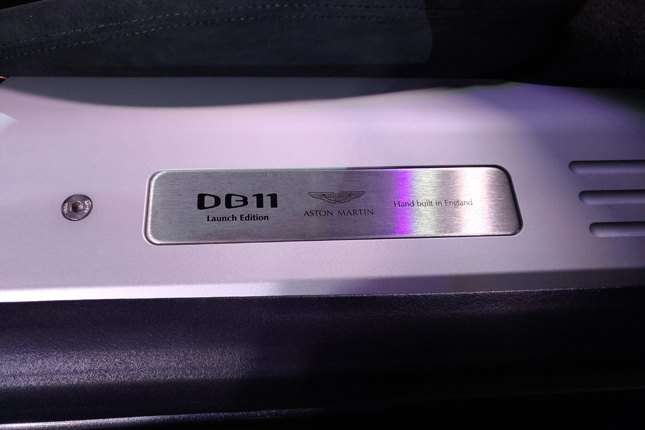 DB11
Launch Edition
ASTON MARTIN
Hand built in England